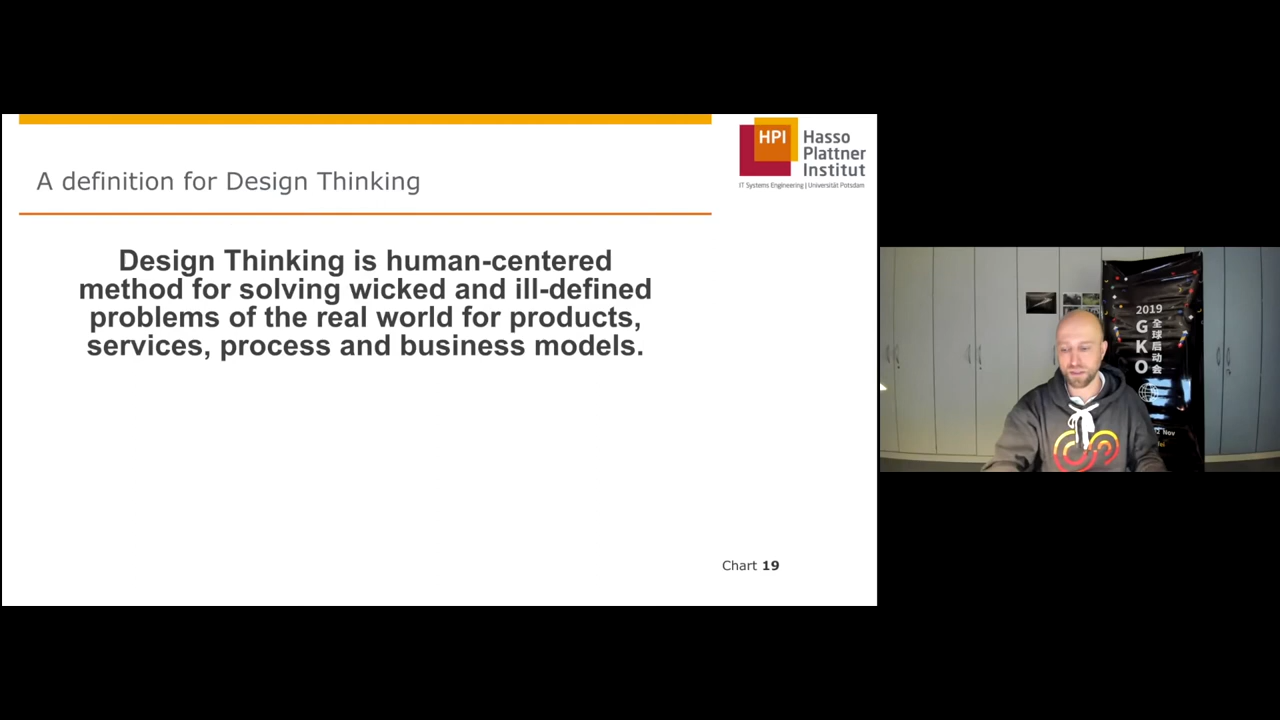 A definition for Design Thinking
HPI
Hasso
Plattner
Institut
IT Systems Engineering | Universität Potsdam
Design Thinking is human-centered
method for solving wicked and ill-defined
problems of the real world for products,
services, process and business models.
Chart 19
2019
GKO
全球启动会
Nov